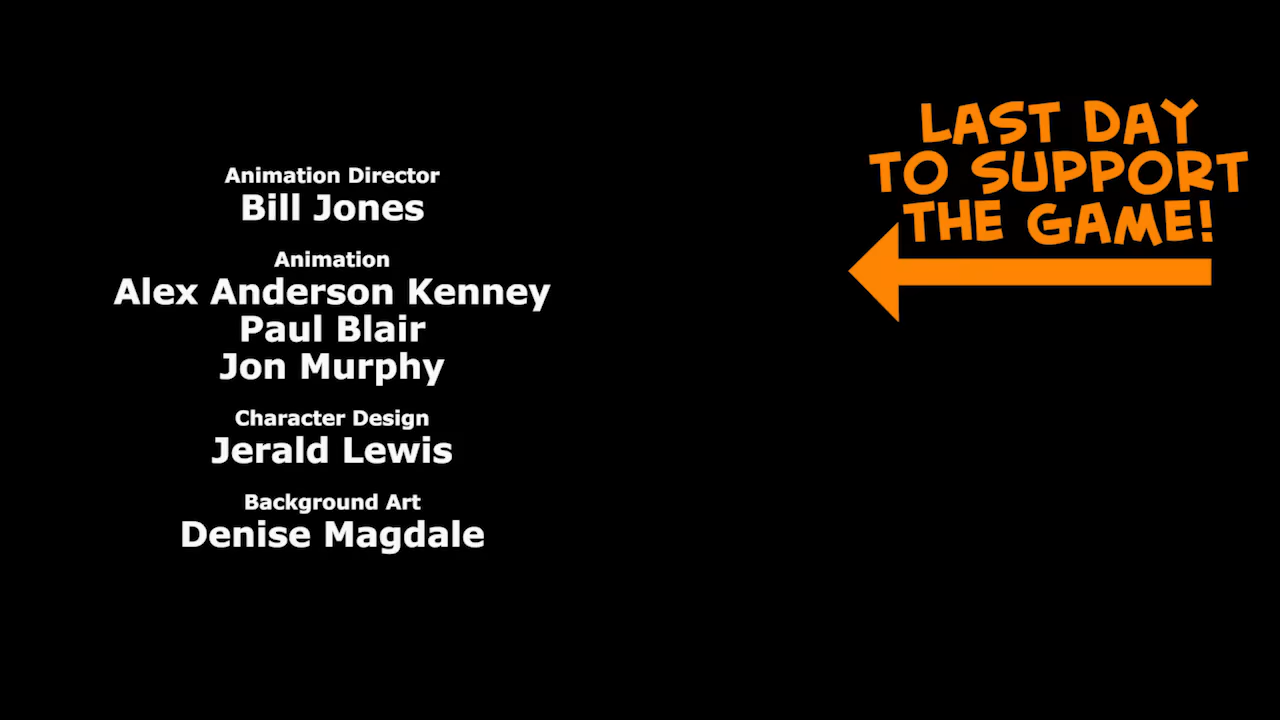 Animation Director
Bill Jones
Animation
Alex Anderson Kenney
Paul Blair
Jon Murphy
Character Design
Jerald Lewis
Background Art
Denise Magdale
LAST DAY
TO SUPPORT
THE GAME!